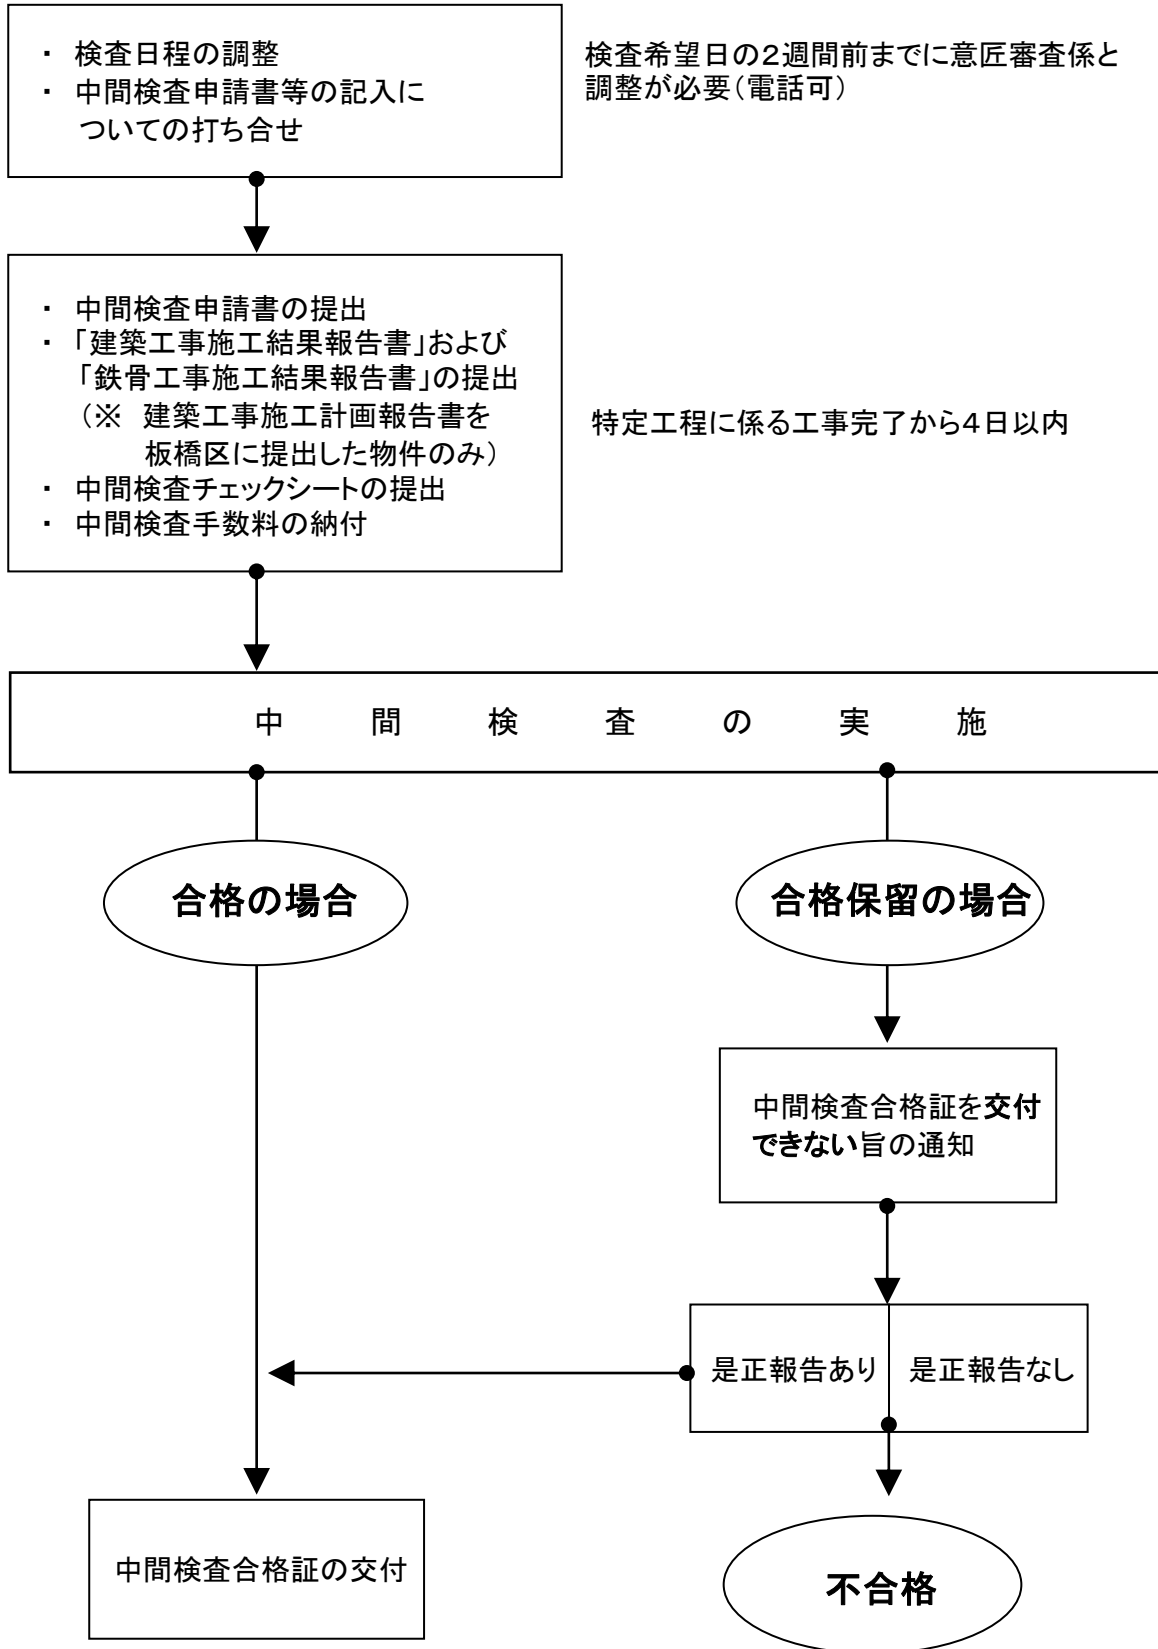 ・ 検査日程の調整
・ 中間検査申請書等の記入に
ついての打ち合せ
検査希望日の2週間前までに意匠審査係と
調整が必要(電話可)
・ 中間検査申請書の提出
・ 「建築工事施工結果報告書」および
「鉄骨工事施工結果報告書」の提出
(※ 建築工事施工計画報告書を
板橋区に提出した物件のみ)
・ 中間検査チェックシートの提出
・ 中間検査手数料の納付
特定工程に係る工事完了から4日以内
中 間 検 査 の 実 施
合格の場合
合格保留の場合
中間検査合格証を交付
できない旨の通知
是正報告あり
是正報告なし
中間検査合格証の交付
不合格